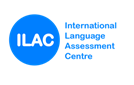 ILAC
International
Language
Assessment
Centre